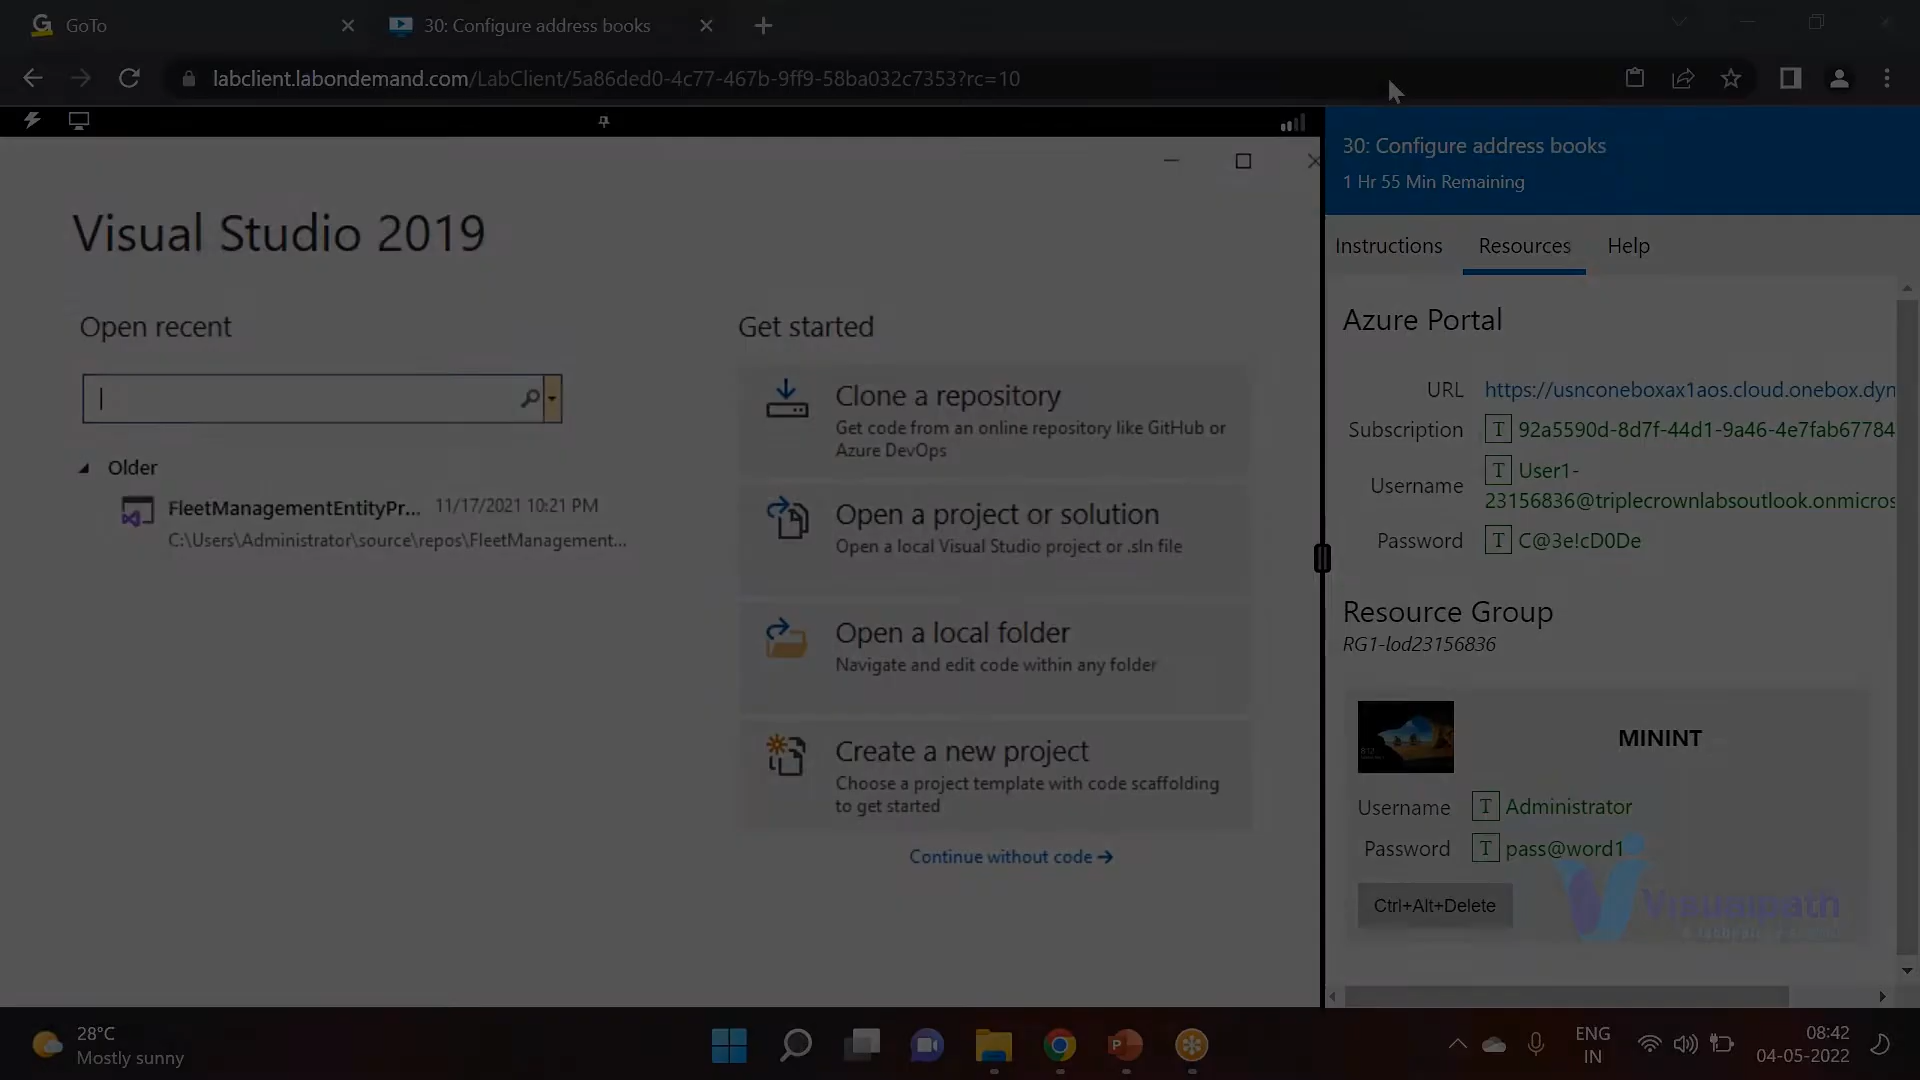 GoTo
30: Configure address books
labclient.labondemand.com/LabClient/5a86ded0-4c77-467b-9ff9-58ba032c7353?rc=10
Visual Studio 2019
Open recent
Older
FleetManagementEntityPr... 11/17/2021 10:21 PM
C:\Users\Administrator\source\repos\FleetManagement...
Get started
Clone a repository
Get code from an online repository like GitHub or
Azure DevOps
Open a project or solution
Open a local Visual Studio project or .sln file
Open a local folder
Navigate and edit code within any folder
Create a new project
Choose a project template with code scaffolding
to get started
Continue without code →
30: Configure address books
1 Hr 55 Min Remaining
Instructions Resources Help
Azure Portal
URL https://usnconeboxax1aos.cloud.onebox.dyn
Subscription T 92a5590d-8d7f-44d1-9a46-4e7fab67784
Username T User1-
23156836@triplecrownlabsoutlook.onmicros
Password T C@3e!cD0De
Resource Group
RG1-lod23156836
MININT
Username T Administrator
Password T pass@word1
Ctrl+Alt+Delete
Visualpath
28°C
Mostly sunny
ENG
IN
08:42
04-05-2022